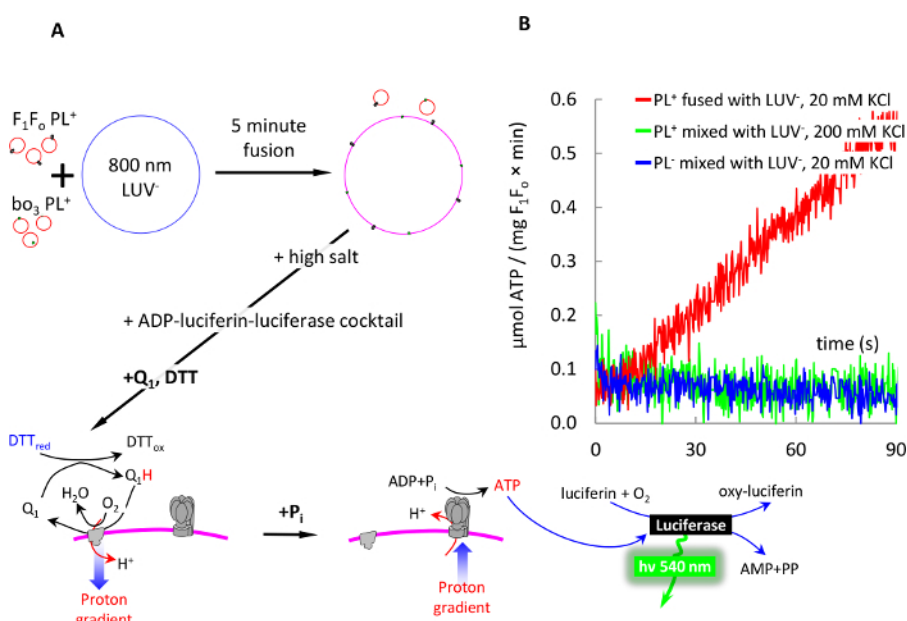 A
B
F₁Fₒ PL⁺
bo₃ PL⁺
800 nm
LUV⁻
5 minute
fusion
+ high salt
+ ADP-luciferin-luciferase cocktail
+Q₁, DTT
PL⁺ fused with LUV⁻, 20 mM KCl
PL⁺ mixed with LUV⁻, 200 mM KCl
PL⁻ mixed with LUV⁻, 20 mM KCl
µmol ATP / (mg F₁Fₒ × min)
0.6
0.5
0.4
0.3
0.2
0.1
0.0
time (s)
0
30
60
90
DTTred
DTTox
Q₁H
Q₁
H₂O
O₂
H⁺
Proton
gradient
+Pᵢ
ADP+Pᵢ
ATP
H⁺
Proton
gradient
luciferin + O₂
oxy-luciferin
Luciferase
hv 540 nm
AMP+PP